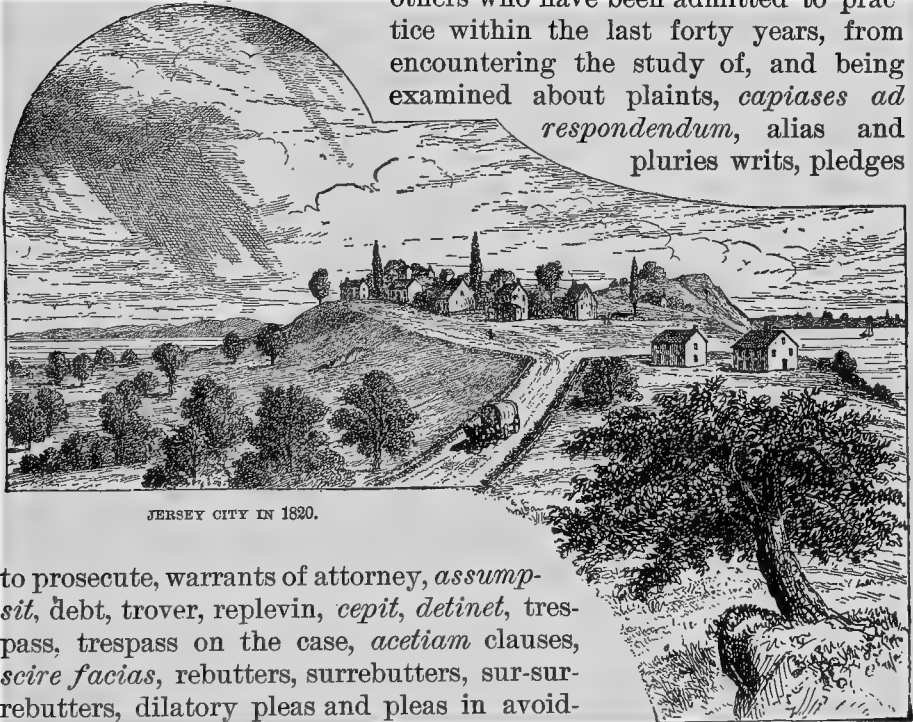 others who have been admitted to prac-
tice within the last forty years, from
encountering the study of, and being
examined about plaints, capiases ad
respondendum, alias and
pluries writs, pledges
JERSEY CITY IN 1820.
to prosecute, warrants of attorney, assump-
sit, debt, trover, replevin, cepit, detinet, tres-
pass, trespass on the case, acetiam clauses,
scire facias, rebutters, surrebutters, sur-sur-
rebutters, dilatory pleas and pleas in avoid-